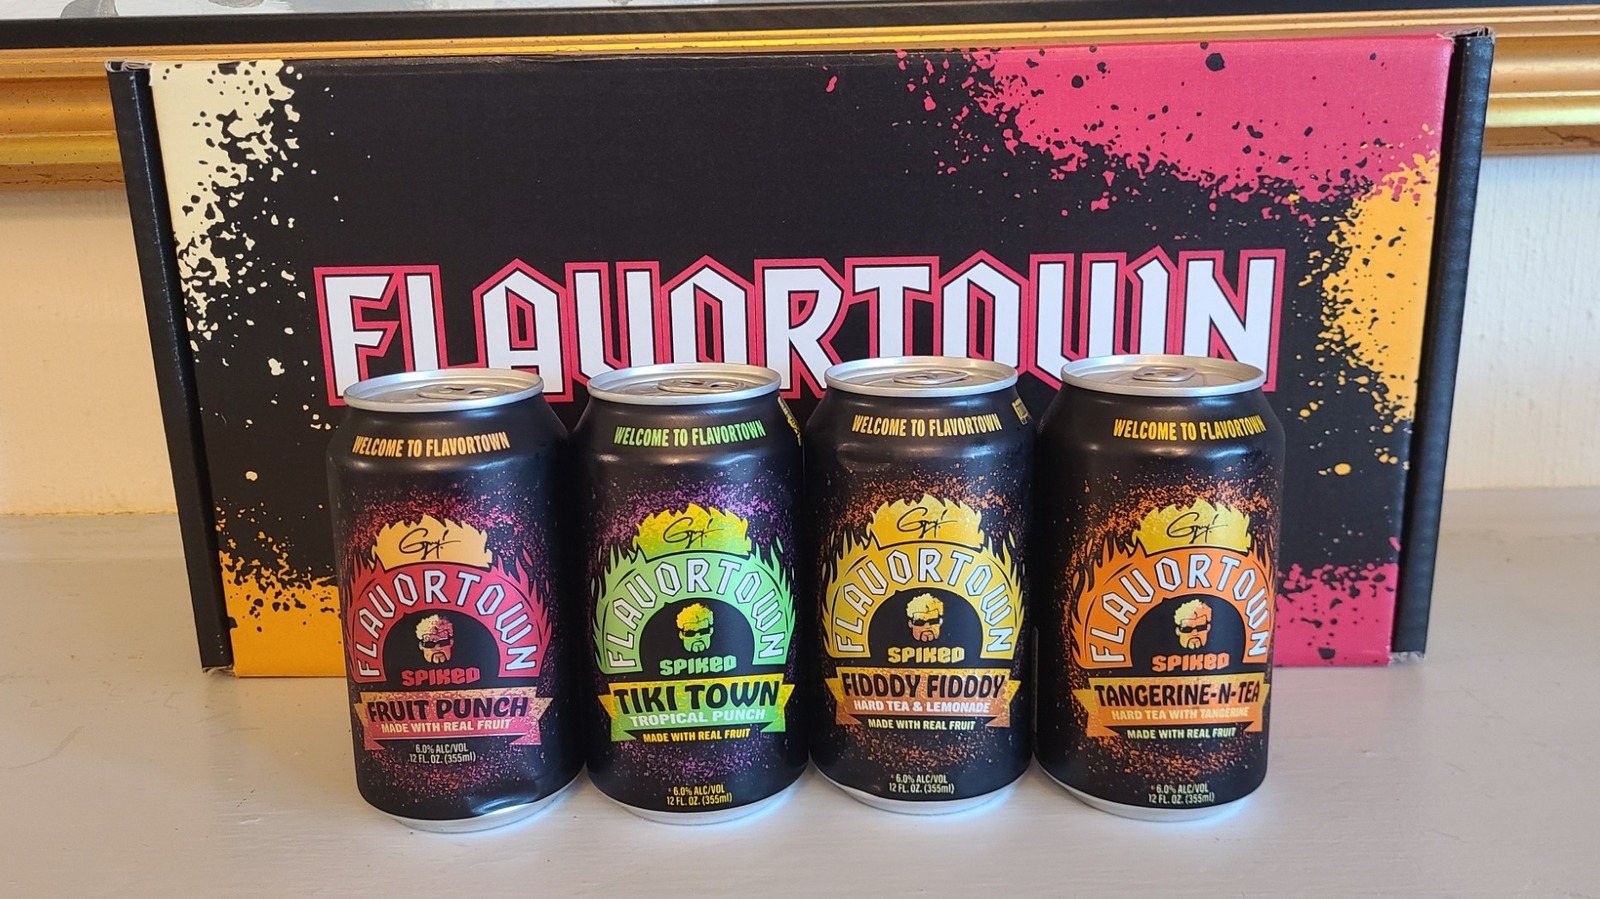 FLAVORTOWN
WELCOME TO FLAVORTOWN
FLAVORTOWN
SPIKED
FRUIT PUNCH
MADE WITH REAL FRUIT
6.0% ALC/VOL
12 FL. OZ. (355ml)
WELCOME TO FLAVORTOWN
FLAVORTOWN
SPIKED
TIKI TOWN
TROPICAL PUNCH
MADE WITH REAL FRUIT
6.0% ALC/VOL
12 FL. OZ. (355ml)
WELCOME TO FLAVORTOWN
FLAVORTOWN
SPIKED
FIDDDY FIDDDY
HARD TEA & LEMONADE
MADE WITH REAL FRUIT
6.0% ALC/VOL
12 FL. OZ. (355ml)
WELCOME TO FLAVORTOWN
FLAVORTOWN
SPIKED
TANGERINE-N-TEA
HARD TEA WITH TANGERINE
MADE WITH REAL FRUIT
6.0% ALC/VOL
12 FL. OZ. (355ml)